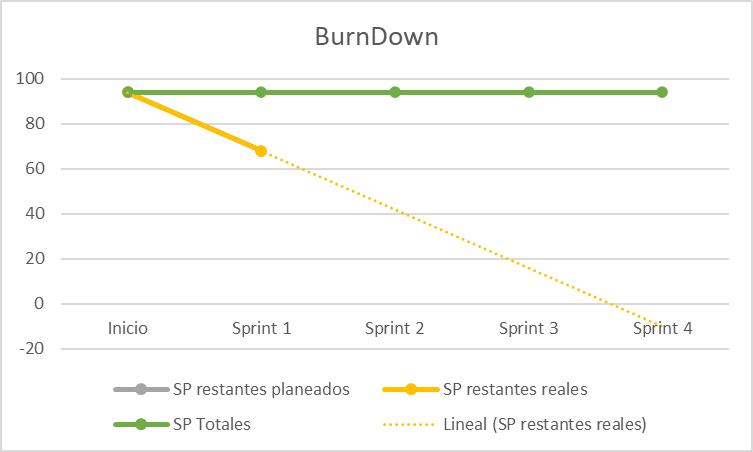 BurnDown
100
80
60
40
20
0
-20
Inicio Sprint 1 Sprint 2 Sprint 3 Sprint 4
SP restantes planeados SP restantes reales
SP Totales Lineal (SP restantes reales)